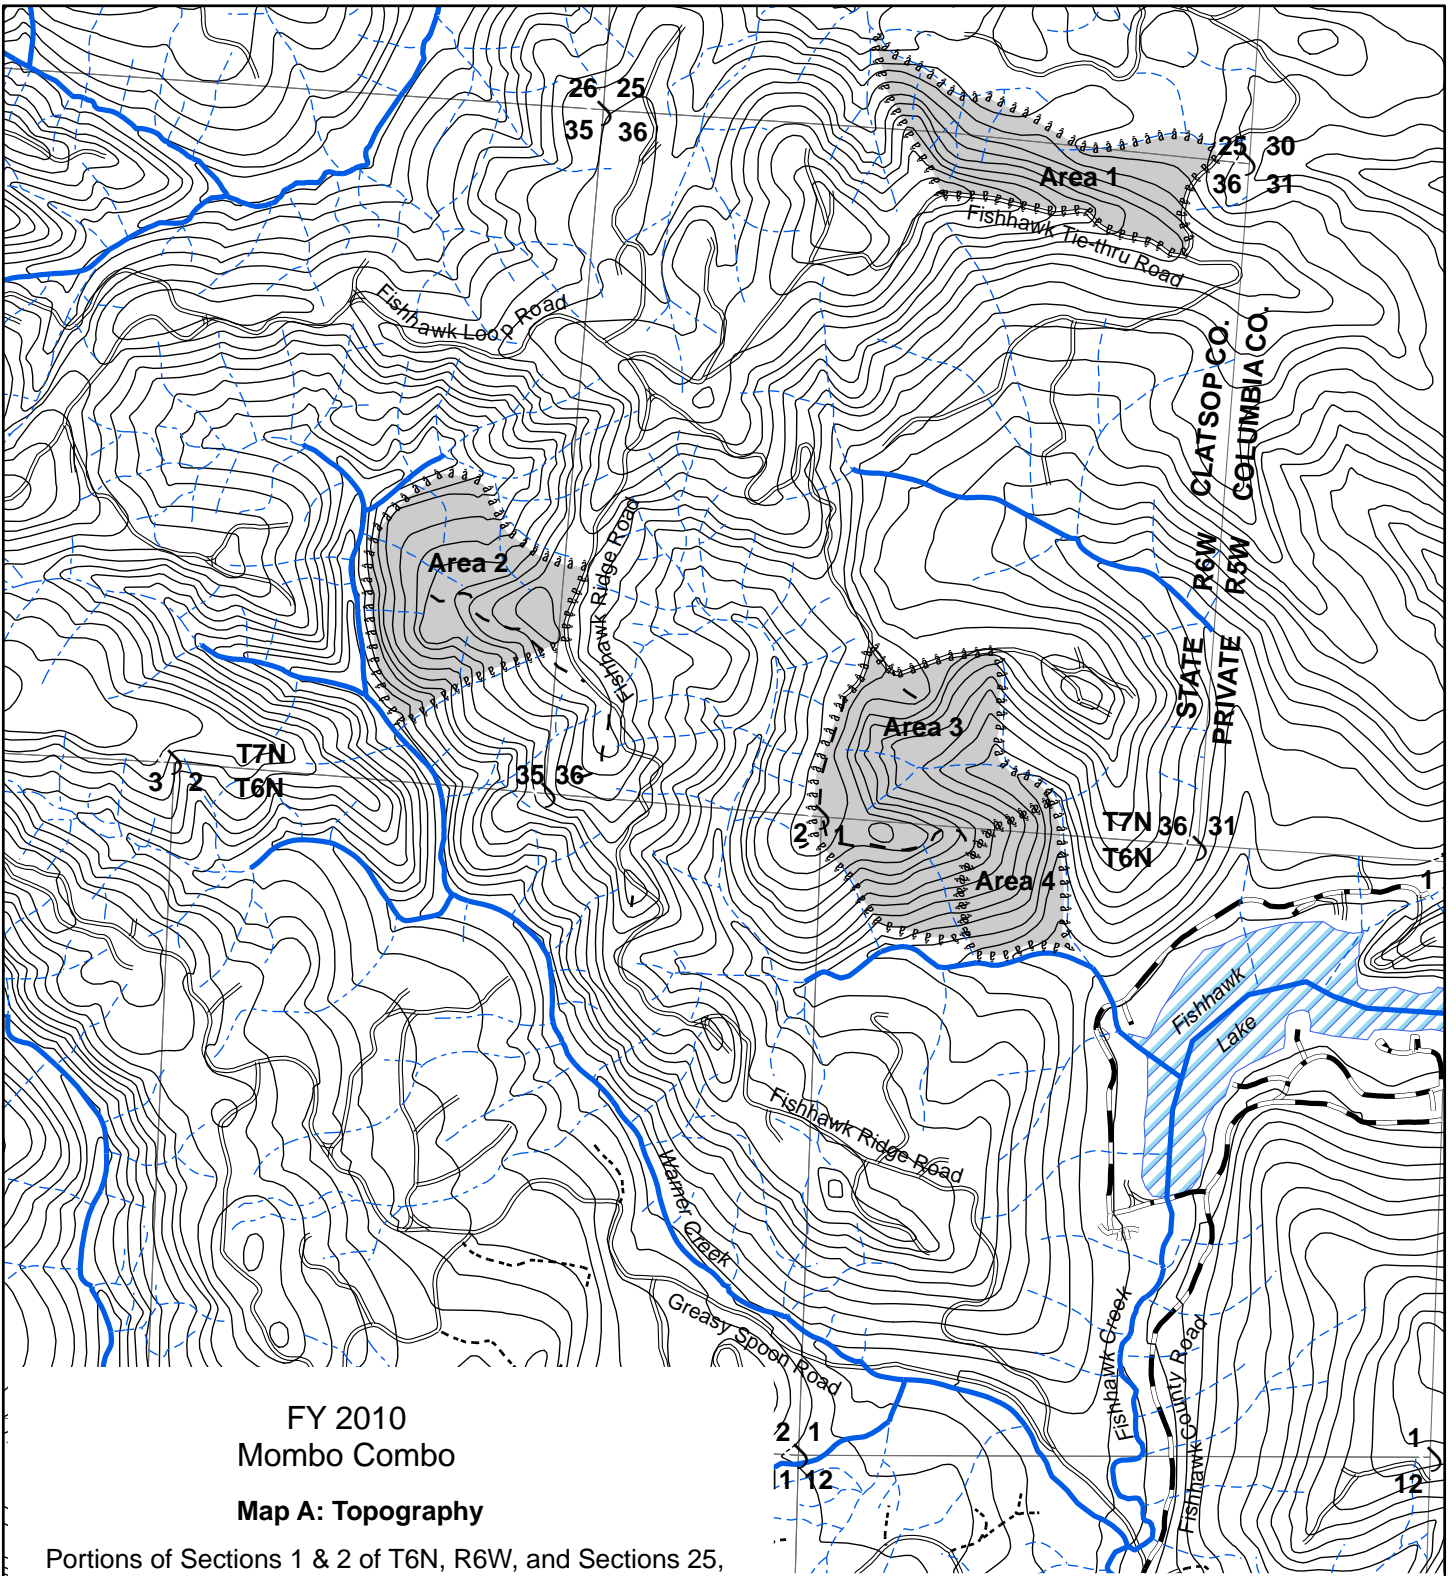 26 25
35 36
25 30
36 31
Area 1
Fishhawk Tie-thru Road
Fishhawk Loop Road
CLATSOP CO.
COLUMBIA CO.
R6W
R5W
STATE
PRIVATE
Area 2
Fishhawk Ridge Road
Area 3
T7N
T6N
3 2
35 36
2 1
Area 4
T7N 36 31
T6N
1
Fishhawk
Lake
Fishhawk Ridge Road
Warner Creek
Greasy Spoon Road
Fishhawk Creek
Fishhawk County Road
2 1
11 12
1
12
FY 2010
Mombo Combo
Map A: Topography
Portions of Sections 1 & 2 of T6N, R6W, and Sections 25,